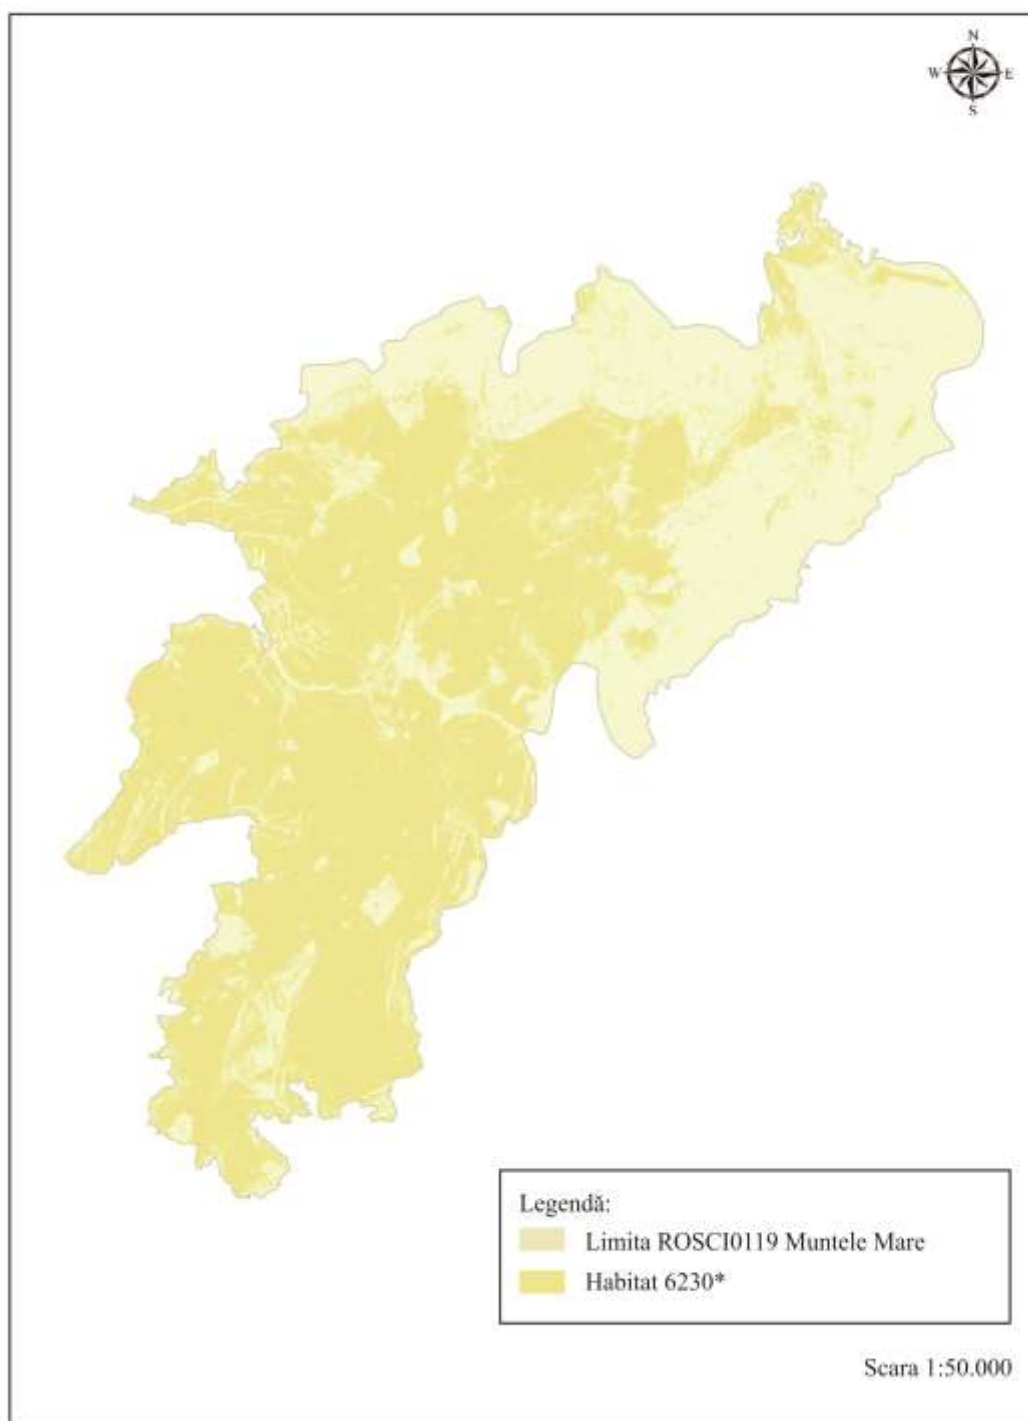 N
W E
S
Legendă:
Limita ROSCI0119 Muntele Mare
Habitat 6230*
Scara 1:50.000